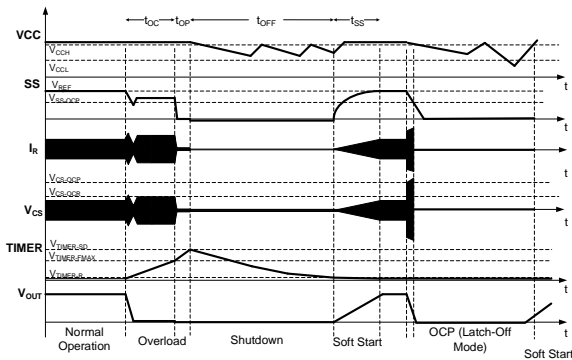 tOC tOP tOFF tSS
VCC
VCCH
VCCL
t
SS
VREF
VSS-OCP
t
IR
t
VCS-OCP
VCS-OCR
VCS
t
TIMER
VTIMER-SD
VTIMER-FMAX
VTIMER-R
t
VOUT
t
Normal Operation
Overload
Shutdown
Soft Start
OCP (Latch-Off Mode)
Soft Start